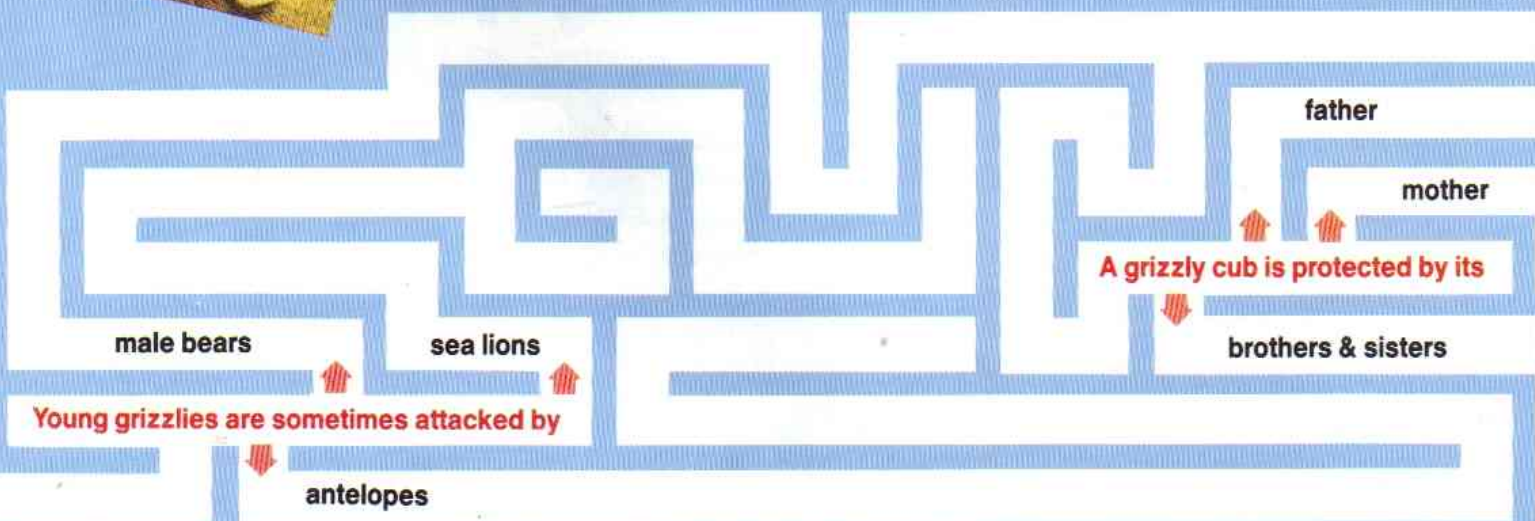 father
mother
A grizzly cub is protected by its
brothers & sisters
male bears
sea lions
Young grizzlies are sometimes attacked by
antelopes